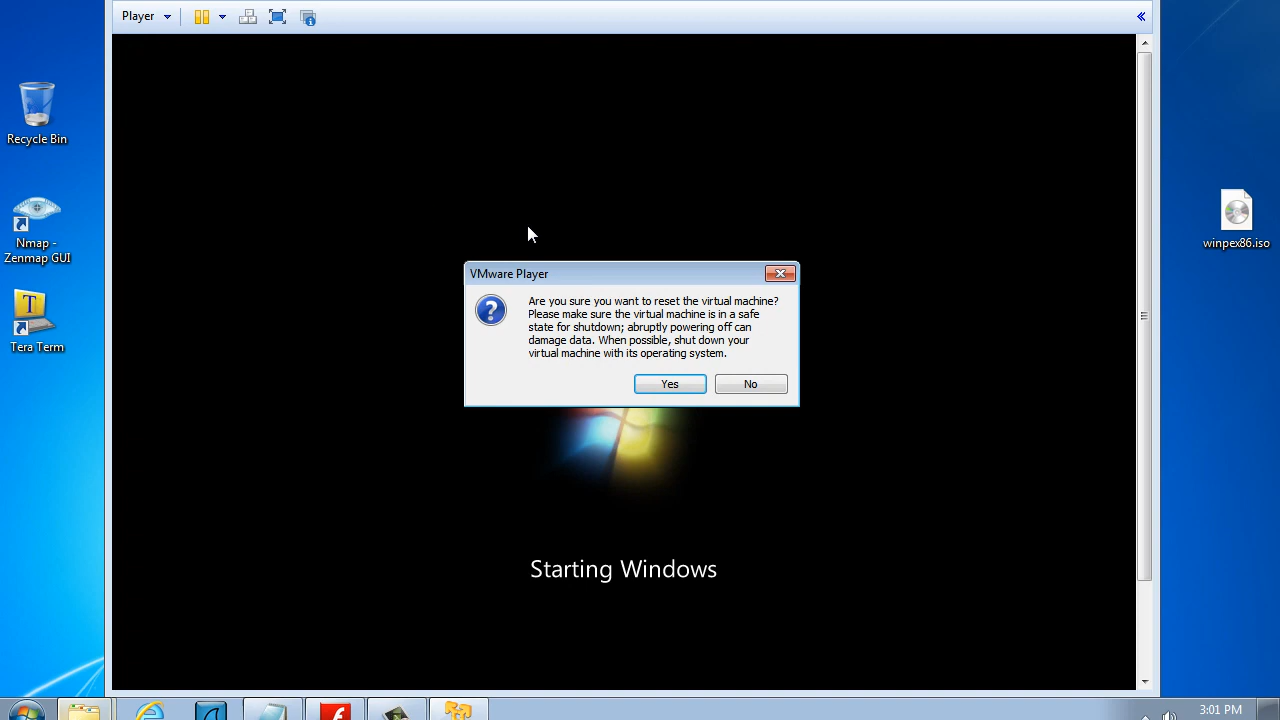 Player
Recycle Bin
Nmap -
Zenmap GUI
Tera Term
winpex86.iso
VMware Player
Are you sure you want to reset the virtual machine?
Please make sure the virtual machine is in a safe
state for shutdown; abruptly powering off can
damage data. When possible, shut down your
virtual machine with its operating system.
Yes
No
Starting Windows
3:01 PM